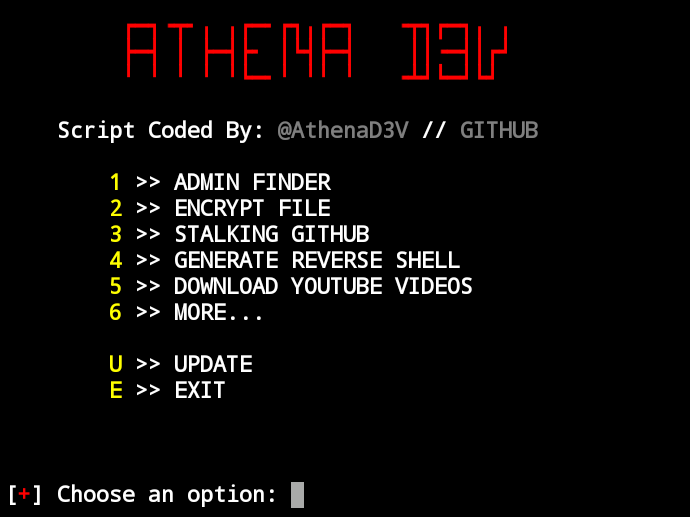 ATHENA D3V
Script Coded By: @AthenaD3V // GITHUB
1 >> ADMIN FINDER
2 >> ENCRYPT FILE
3 >> STALKING GITHUB
4 >> GENERATE REVERSE SHELL
5 >> DOWNLOAD YOUTUBE VIDEOS
6 >> MORE...
U >> UPDATE
E >> EXIT
[+] Choose an option: